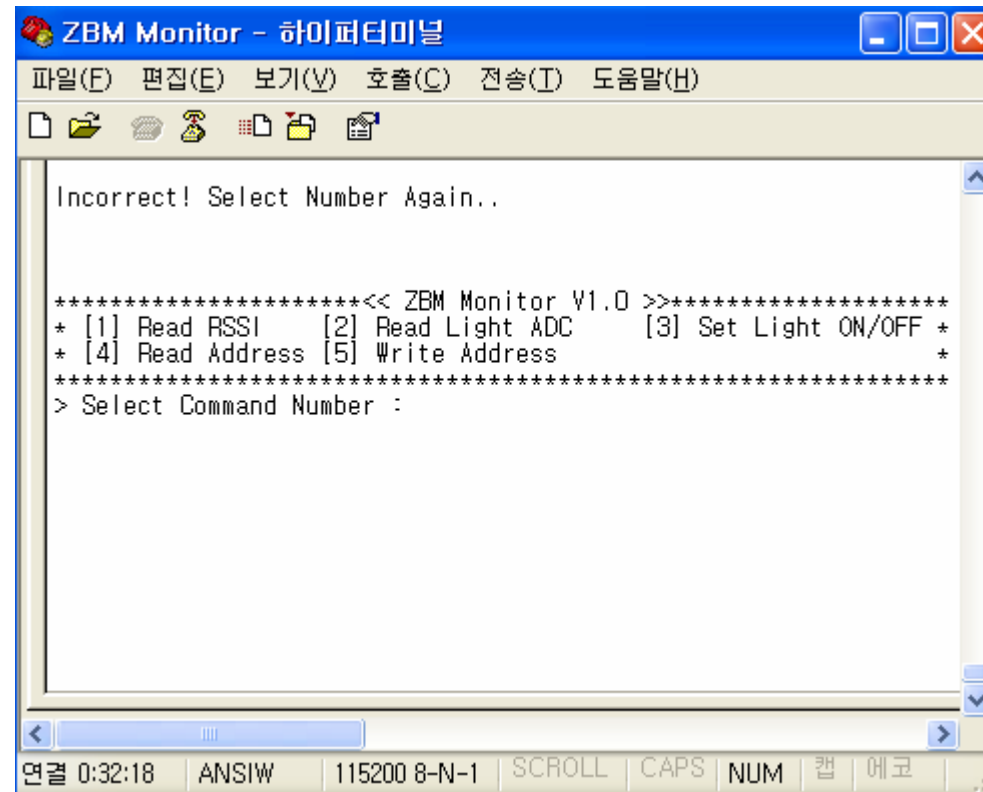 ZBM Monitor - 하이퍼터미널
파일(F) 편집(E) 보기(V) 호출(C) 전송(T) 도움말(H)
Incorrect! Select Number Again..
**********************<< ZBM Monitor V1.0 >>********************
* [1] Read RSSI [2] Read Light ADC [3] Set Light ON/OFF *
* [4] Read Address [5] Write Address *
****************************************************************
> Select Command Number :
연결 0:32:18 ANSIW 115200 8-N-1 SCROLL CAPS NUM 캡 에코